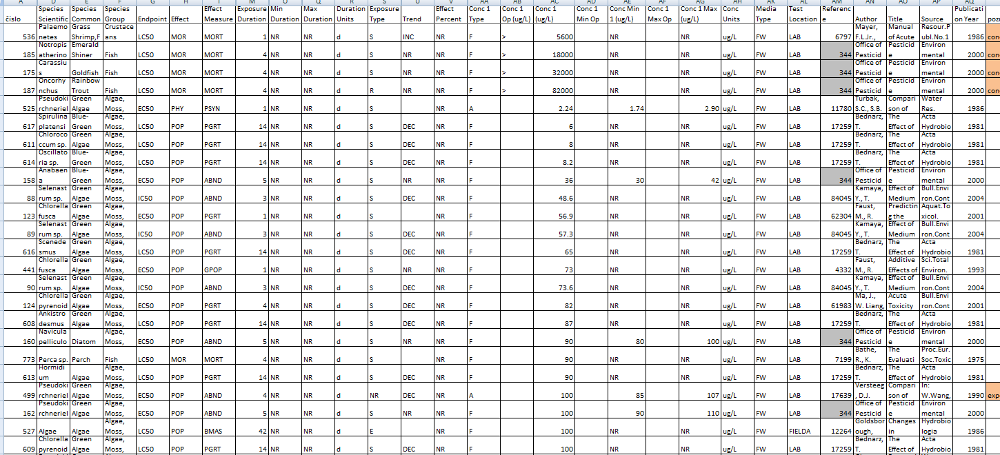 A D E F G H I M O Q R S U V AA AB AC AD AE AF AG AH AK AL AM AN AO AP AQ
číslo Species Scientific Species Common Species Group Endpoint Effect Effect Measure Exposure Duration Min Duration Max Duration Duration Units Exposure Type Trend Effect Percent Conc 1 Type Conc 1 Op (ug/L) Conc 1 (ug/L) Conc 1 Min Op Conc Min 1 (ug/L) Conc 1 Max Op Conc 1 Max (ug/L) Conc Units Media Type Test Location Referenc e Author Title Source Publicati on Year poz
536 Palaemo netes Grass Shrimp,F Crustace ans LC50 MOR MORT 1 NR NR d S INC NR F > 5600 NR NR ug/L FW LAB 6797 Mayer, F.L.Jr., Manual of Acute Resour.P ubl.No.1 1986 con
185 Notropis atherino Emerald Shiner Fish LC50 MOR MORT 4 NR NR d S NR NR F > 18000 NR NR ug/L FW LAB 344 Office of Pesticid Pesticid e Environ mental 2000 con
175 Carassiu s Goldfish Fish LC50 MOR MORT 4 NR NR d S NR NR F > 32000 NR NR ug/L FW LAB 344 Office of Pesticid Pesticid e Environ mental 2000 con
187 Oncorhy nchus Rainbow Trout Fish LC50 MOR MORT 4 NR NR d R NR NR F > 82000 NR NR ug/L FW LAB 344 Office of Pesticid Pesticid e Environ mental 2000 con
525 Pseudoki rchneriel Green Algae Algae, Moss, EC50 PHY PSYN 1 NR NR d S NR A 2.24 1.74 2.90 ug/L FW LAB 11780 Turbak, S.C., S.B. Compari son of Water Res. 1986
617 Spirulina platensi Blue- Green Algae, Moss, LC50 POP PGRT 14 NR NR d S DEC NR F 6 NR NR ug/L FW LAB 17259 Bednarz, T. The Effect of Acta Hydrobio 1981
611 Chloroco ccum sp. Green Algae Algae, Moss, LC50 POP PGRT 14 NR NR d S DEC NR F 8 NR NR ug/L FW LAB 17259 Bednarz, T. The Effect of Acta Hydrobio 1981
614 Oscillato ria sp. Blue- Green Algae, Moss, LC50 POP PGRT 14 NR NR d S DEC NR F 8.2 NR NR ug/L FW LAB 17259 Bednarz, T. The Effect of Acta Hydrobio 1981
158 Anabaen a Blue- Green Algae, Moss, EC50 POP ABND 5 NR NR d S NR NR F 36 30 42 ug/L FW LAB 344 Office of Pesticid Pesticid e Environ mental 2000
88 Selenast rum sp. Green Algae Algae, Moss, IC50 POP ABND 3 NR NR d S DEC NR F 48.6 NR NR ug/L FW LAB 84045 Kamaya, Y., T. Effect of Medium Bull.Envi ron.Cont 2004
123 Chlorella fusca Green Algae Algae, Moss, EC50 POP PGRT 1 NR NR d S DEC NR F 56.9 NR NR ug/L FW LAB 62304 Faust, M., R. Predictin g the Aquat.To xicol. 2001
89 Selenast rum sp. Green Algae Algae, Moss, IC50 POP ABND 3 NR NR d S DEC NR F 57.3 NR NR ug/L FW LAB 84045 Kamaya, Y., T. Effect of Medium Bull.Envi ron.Cont 2004
616 Scenede smus Green Algae Algae, Moss, LC50 POP PGRT 14 NR NR d S DEC NR F 65 NR NR ug/L FW LAB 17259 Bednarz, T. The Effect of Acta Hydrobio 1981
441 Chlorella fusca Green Algae Algae, Moss, EC50 POP GPOP 1 NR NR d S NR NR F 73 NR NR ug/L FW LAB 4332 Faust, M., R. Additive Effects of Sci.Total Environ. 1993
90 Selenast rum sp. Green Algae Algae, Moss, IC50 POP ABND 3 NR NR d S DEC NR F 73.6 NR NR ug/L FW LAB 84045 Kamaya, Y., T. Effect of Medium Bull.Envi ron.Cont 2004
124 Chlorella pyrenoid Green Algae Algae, Moss, EC50 POP PGRT 4 NR NR d S DEC NR F 82 NR NR ug/L FW LAB 61983 Ma, J., W. Liang, Acute Toxicity Bull.Envi ron.Cont 2001
608 Ankistro desmus Green Algae Algae, Moss, LC50 POP PGRT 14 NR NR d S DEC NR F 87 NR NR ug/L FW LAB 17259 Bednarz, T. The Effect of Acta Hydrobio 1981
160 Navicula pelliculo Diatom Algae, Moss, EC50 POP ABND 5 NR NR d S NR NR F 90 80 100 ug/L FW LAB 344 Office of Pesticid Pesticid e Environ mental 2000
773 Perca sp. Perch Fish LC50 MOR MORT 4 NR NR d S NR F 90 NR NR ug/L FW LAB 7199 Bathe, R., K. The Evaluati Proc.Eur. Soc.Toxic 1975
613 Hormidi um Algae Algae, Moss, LC50 POP PGRT 14 NR NR d S DEC NR F 90 NR NR ug/L FW LAB 17259 Bednarz, T. The Effect of Acta Hydrobio 1981
499 Pseudoki rchneriel Green Algae Algae, Moss, EC50 POP ABND 4 NR NR d NR DEC NR A 100 85 107 ug/L FW LAB 17639 Versteeg , D.J. Compari son of In: W.Wang, 1990 exp
162 Pseudoki rchneriel Green Algae Algae, Moss, EC50 POP ABND 5 NR NR d S NR NR F 100 90 110 ug/L FW LAB 344 Office of Pesticid Pesticid e Environ mental 2000
527 Algae Algae Algae, Moss, LC50 POP BMAS 42 NR NR d E NR F 100 NR NR ug/L FW FIELDA 12264 Goldsbor ough, Changes in Hydrobio logia 1986
609 Chlorella pyrenoid Green Algae Algae, Moss, LC50 POP PGRT 14 NR NR d S DEC NR F 100 NR NR ug/L FW LAB 17259 Bednarz, T. The Effect of Acta Hydrobio 1981